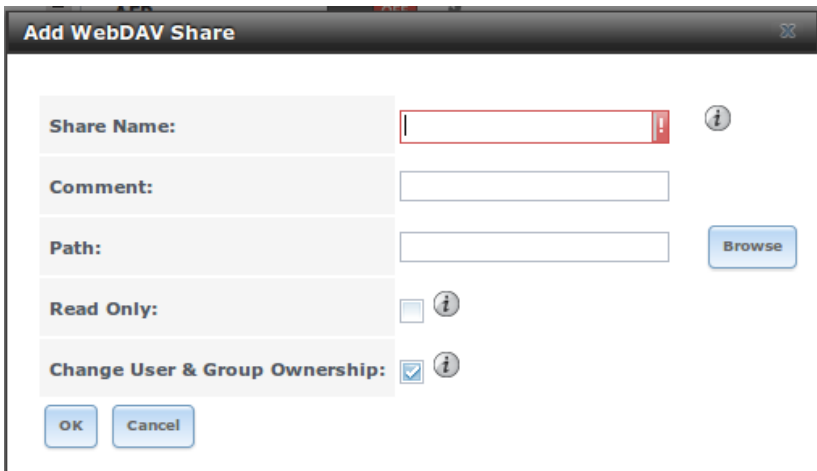 Add WebDAV Share
Share Name:
Comment:
Path:
Browse
Read Only:
Change User & Group Ownership:
OK
Cancel